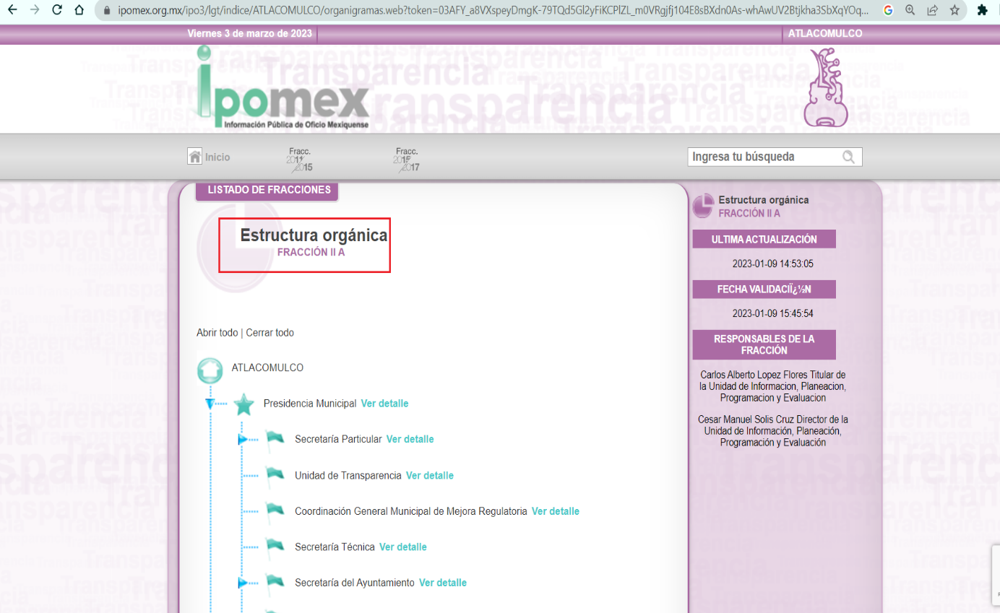 ipomex.org.mx/ipo3/lgt/indice/ATLACOMULCO/organigramas.web?token=03AFY_a8VXspeyDmgK-79TQd5Gl2yFiKCPlZL_m0VRgjfj104E8sBXdn0As-whAwUV2Btjkha3SbXqYOq...
Viernes 3 de marzo de 2023
ATLACOMULCO
ipomex
Información Pública de Oficio Mexiquense
Inicio
Fracc.
2015
Fracc.
2017
Ingresa tu búsqueda
LISTADO DE FRACCIONES
Estructura orgánica
FRACCIÓN II A
Abrir todo | Cerrar todo
ATLACOMULCO
Presidencia Municipal Ver detalle
Secretaría Particular Ver detalle
Unidad de Transparencia Ver detalle
Coordinación General Municipal de Mejora Regulatoria Ver detalle
Secretaría Técnica Ver detalle
Secretaría del Ayuntamiento Ver detalle
Estructura orgánica
FRACCIÓN II A
ULTIMA ACTUALIZACIÓN
2023-01-09 14:53:05
FECHA VALIDACIÏ¿½N
2023-01-09 15:45:54
RESPONSABLES DE LA
FRACCIÓN
Carlos Alberto Lopez Flores Titular de
la Unidad de Informacion, Planeacion,
Programacion y Evaluacion
Cesar Manuel Solis Cruz Director de la
Unidad de Información, Planeación,
Programación y Evaluación